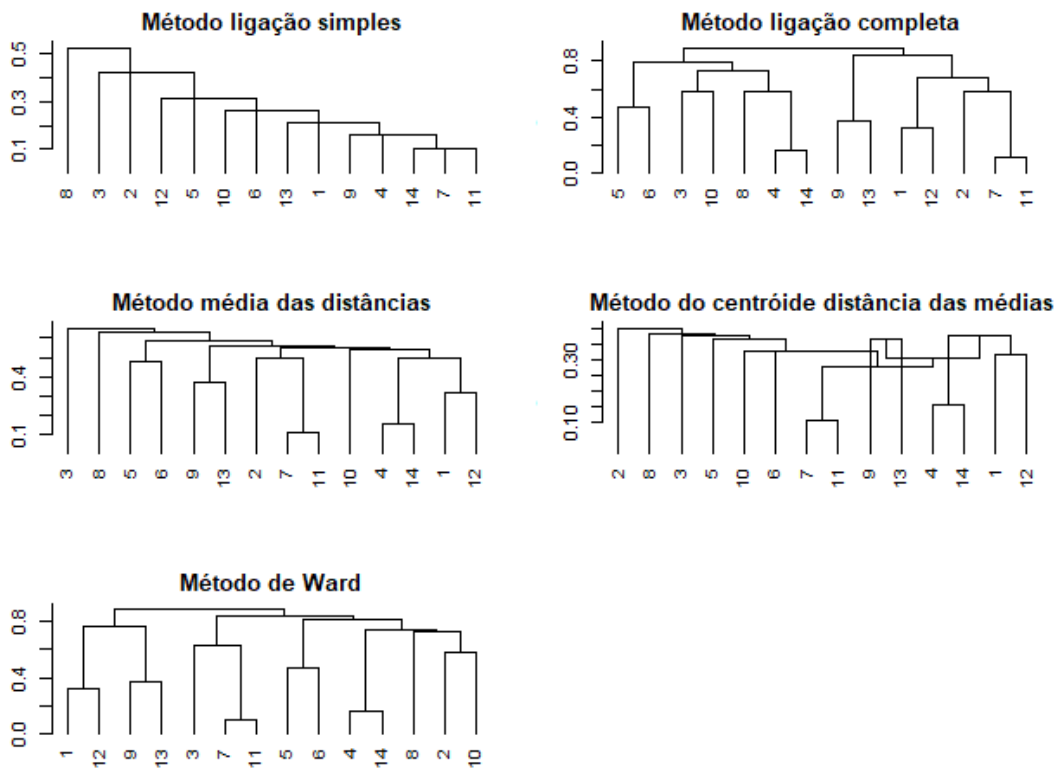 Método ligação simples
0.5
0.3
0.1
8 3 2 12 5 10 6 13 1 9 4 14 7 11
Método ligação completa
0.8
0.4
0.0
5 6 3 10 8 4 14 9 13 1 12 2 7 11
Método média das distâncias
0.4
0.1
3 8 5 6 9 13 2 7 11 10 4 14 1 12
Método do centróide distância das médias
0.30
0.10
2 8 3 5 10 6 7 11 9 13 4 14 1 12
Método de Ward
0.8
0.4
0.0
1 12 9 13 3 7 11 5 6 4 14 8 2 10